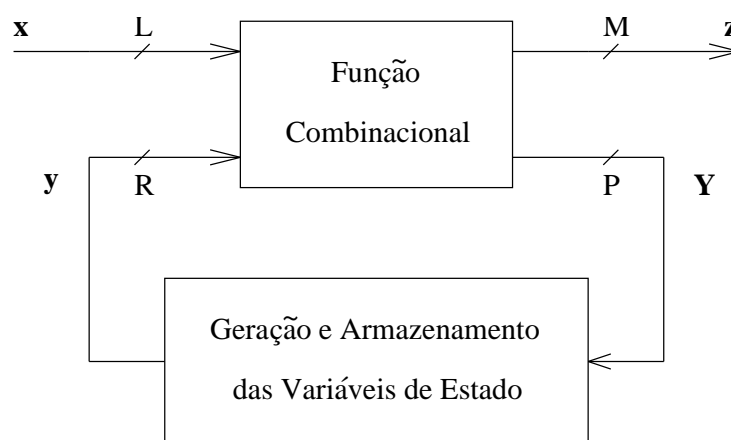 x L M z
Função
Combinacional
y R P Y
Geração e Armazenamento
das Variáveis de Estado